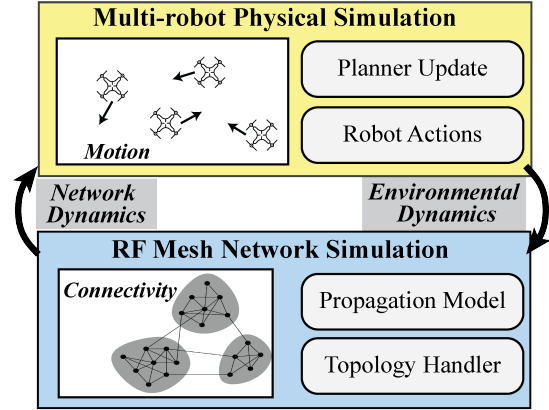 Multi-robot Physical Simulation
Motion
Planner Update
Robot Actions
Network
Dynamics
Environmental
Dynamics
RF Mesh Network Simulation
Connectivity
Propagation Model
Topology Handler